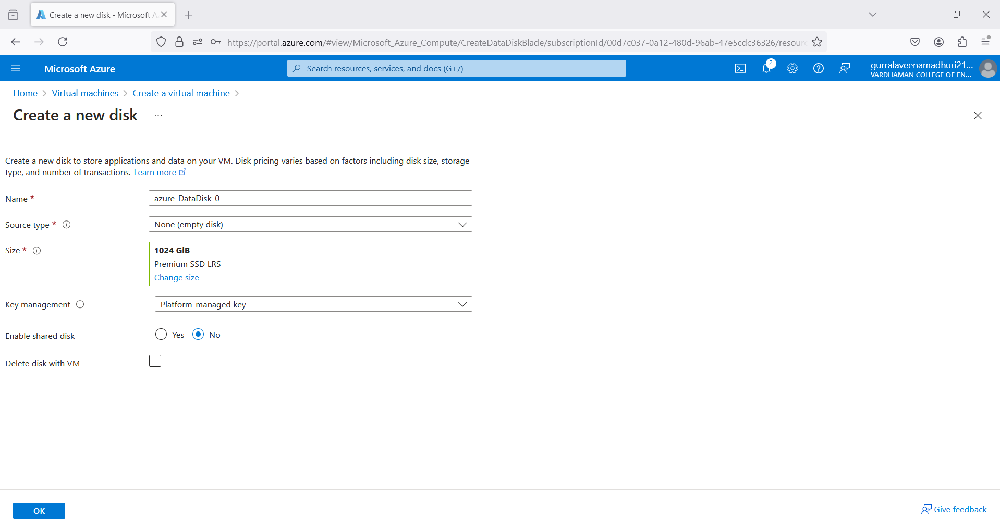 Create a new disk - Microsoft A
https://portal.azure.com/#view/Microsoft_Azure_Compute/CreateDataDiskBlade/subscriptionId/00d7c037-0a12-480d-96ab-47e5cdc36326/resour
Microsoft Azure
Search resources, services, and docs (G+/)
2
gurralaveenamadhuri21...
VARDHAMAN COLLEGE OF EN...
Home > Virtual machines > Create a virtual machine >
Create a new disk ...
Create a new disk to store applications and data on your VM. Disk pricing varies based on factors including disk size, storage
type, and number of transactions. Learn more
Name *
azure_DataDisk_0
Source type *
None (empty disk)
Size *
1024 GiB
Premium SSD LRS
Change size
Key management
Platform-managed key
Enable shared disk
Yes
No
Delete disk with VM
OK
Give feedback